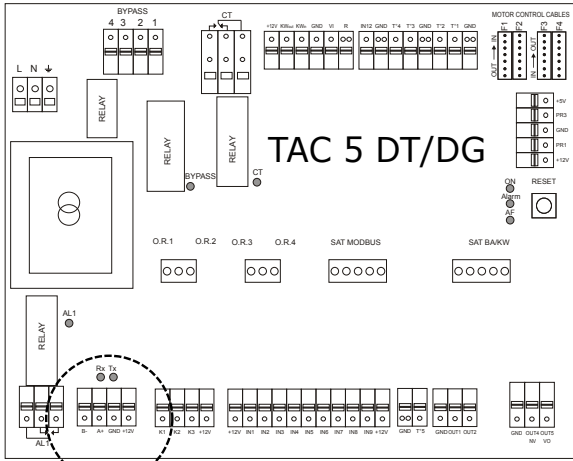 BYPASS
4 3 2 1
CT
MOTOR CONTROL CABLES
+12V KWout KWin GND VI R
IN12 GND T°4 T°3 GND T°2 T°1 GND
OUT IN
F1
F2
IN OUT
F3
F4
L N
RELAY
RELAY
RELAY
TAC 5 DT/DG
+5V
PR3
GND
PR1
+12V
BYPASS
CT
ON
Alarm
AF
RESET
O.R.1 O.R.2 O.R.3 O.R.4 SAT MODBUS SAT BA/KW
RELAY
AL1
Rx Tx
AL1
B- A+ GND +12V
K1 K2 K3 +12V
+12V IN1 IN2 IN3 IN4 IN5 IN6 IN7 IN8 IN9 +12V
GND T°5
GND OUT1 OUT2
GND OUT4 OUT5
NV VO